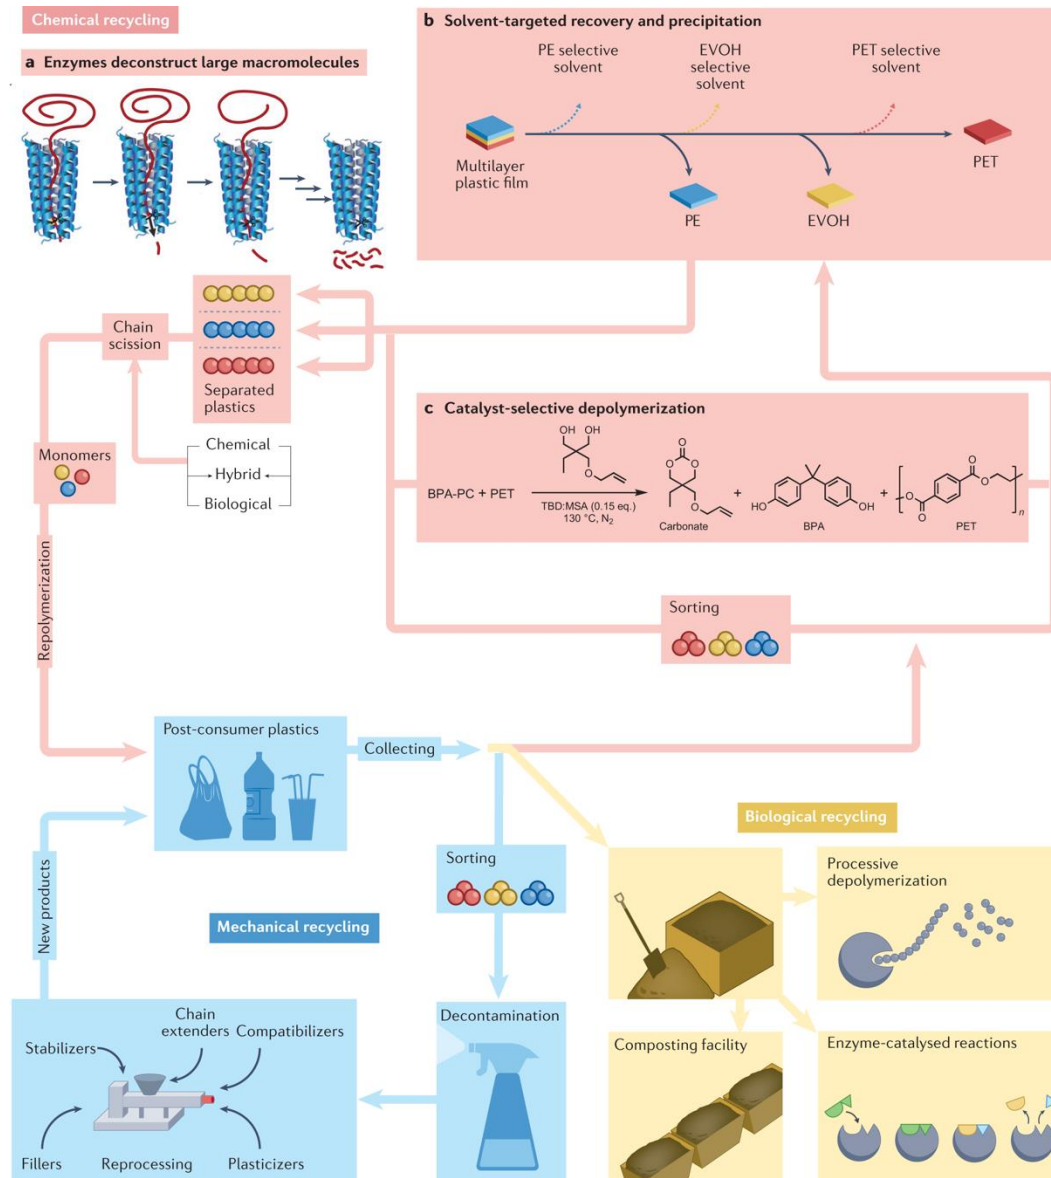 Chemical recycling
a Enzymes deconstruct large macromolecules
b Solvent-targeted recovery and precipitation
PE selective
solvent
EVOH
selective
solvent
PET selective
solvent
Multilayer
plastic film
PE
EVOH
PET
Chain
scission
Separated
plastics
Monomers
Chemical
Hybrid
Biological
Repolymerization
c Catalyst-selective depolymerization
BPA-PC + PET
OH OH
O
TBD:MSA (0.15 eq.)
130 °C, N2
O
O O
O
Carbonate
+
HO
OH
BPA
+
O
O
O
O
n
PET
Sorting
Post-consumer plastics
Collecting
New products
Sorting
Mechanical recycling
Decontamination
Stabilizers
Chain
extenders
Compatibilizers
Fillers
Reprocessing
Plasticizers
Biological recycling
Processive
depolymerization
Composting facility
Enzyme-catalysed reactions